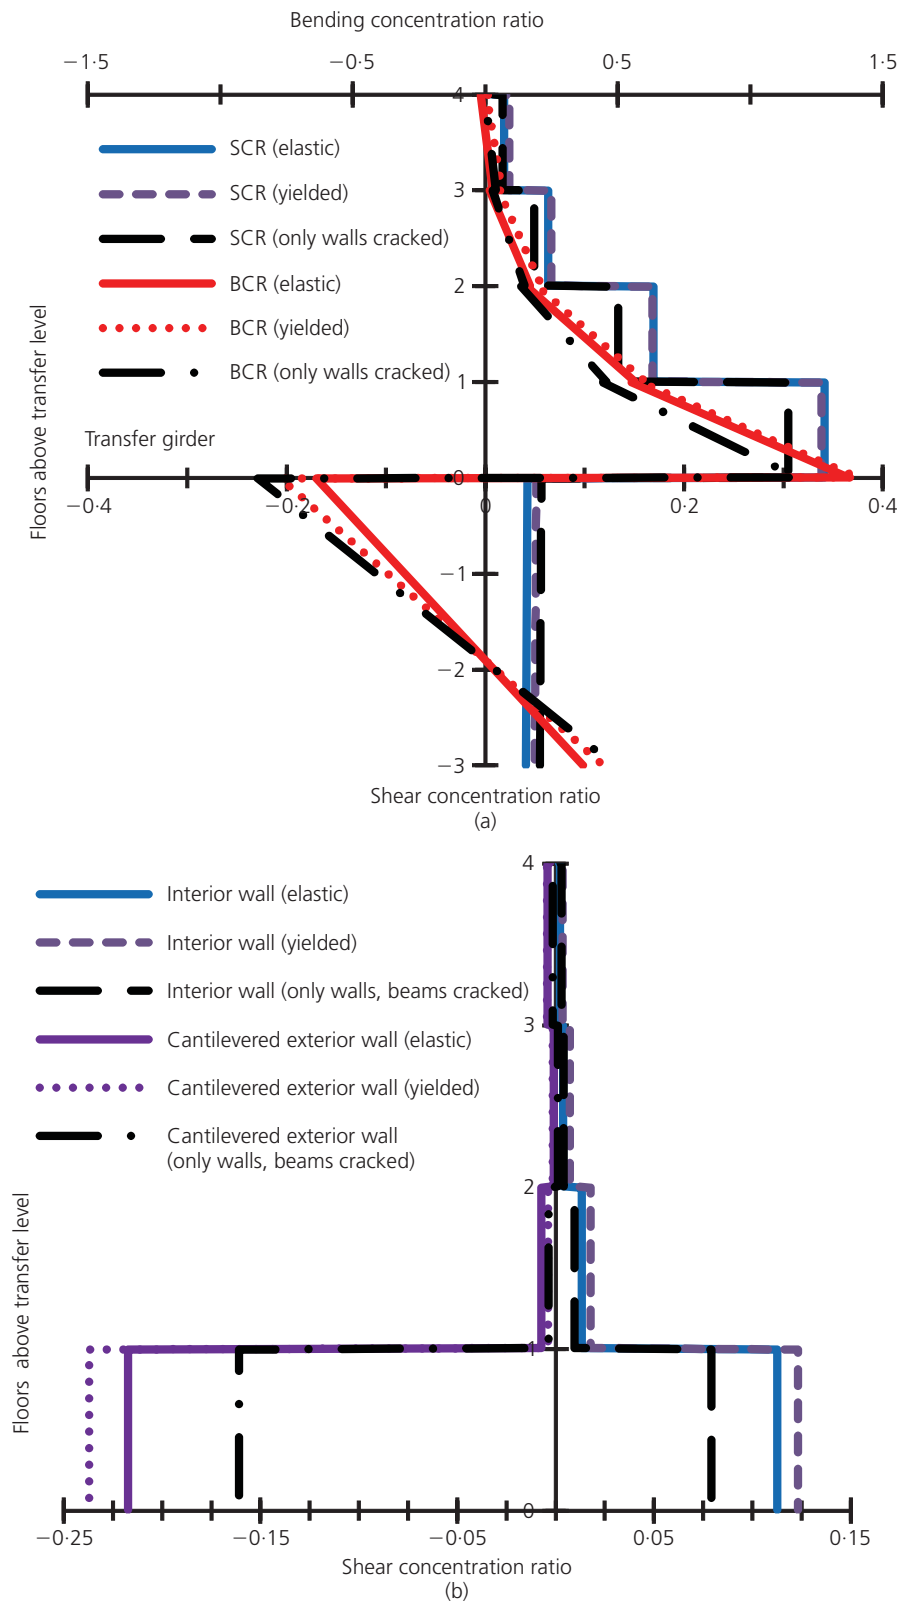 Bending concentration ratio
−1·5 −0·5 0·5 1·5
4
SCR (elastic)
SCR (yielded)
3
SCR (only walls cracked)
BCR (elastic)
2
BCR (yielded)
BCR (only walls cracked)
1
Floors above transfer level
Transfer girder
0
−0.4 −0.2 0 0.2 0.4
−1
−2
−3
Shear concentration ratio
(a)
4
Interior wall (elastic)
Interior wall (yielded)
Interior wall (only walls, beams cracked)
3
Cantilevered exterior wall (elastic)
Cantilevered exterior wall (yielded)
Cantilevered exterior wall
(only walls, beams cracked)
2
Floors above transfer level
1
0
−0·25 −0·15 −0·05 0·05 0·15
Shear concentration ratio
(b)